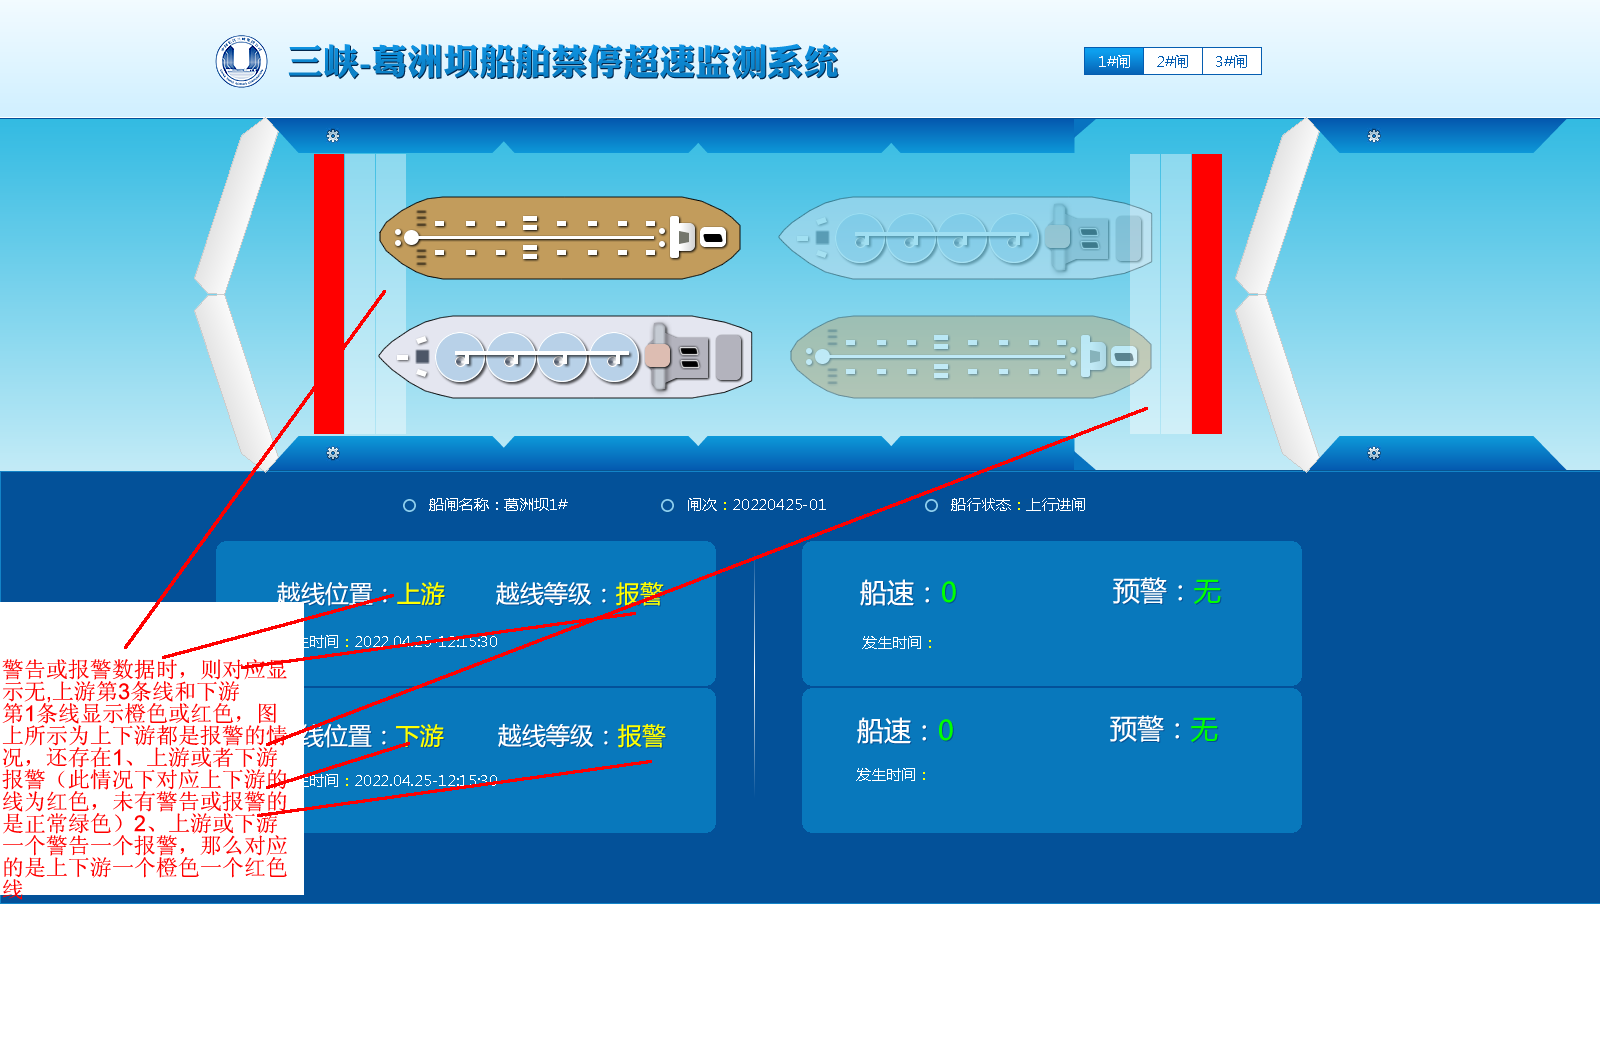 三峡-葛洲坝船舶禁停超速监测系统
1#闸 2#闸 3#闸
船闸名称：葛洲坝1# 闸次：20220425-01 船行状态：上行进闸
越线位置：上游 越线等级：报警
生时间：2022.04.25-12:15:30
船速：0 预警：无
发生时间：
线位置：下游 越线等级：报警
生时间：2022.04.25-12:15:30
船速：0 预警：无
发生时间：
警告或报警数据时，则对应显
示无,上游第3条线和下游
第1条线显示橙色或红色，图
上所示为上下游都是报警的情
况，还存在1、上游或者下游
报警（此情况下对应上下游的
线为红色，未有警告或报警的
是正常绿色）2、上游或下游
一个警告一个报警，那么对应
的是上下游一个橙色一个红色
线